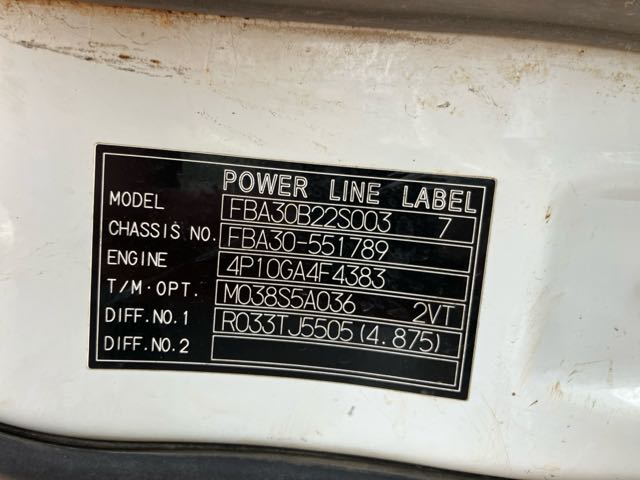 POWER LINE LABEL
MODEL FBA30B22S003 7
CHASSIS NO. FBA30-551789
ENGINE 4P10GA4F4383
T/M·OPT. M038S5A036 2VT
DIFF.NO.1 R033TJ5505(4.875)
DIFF.NO.2